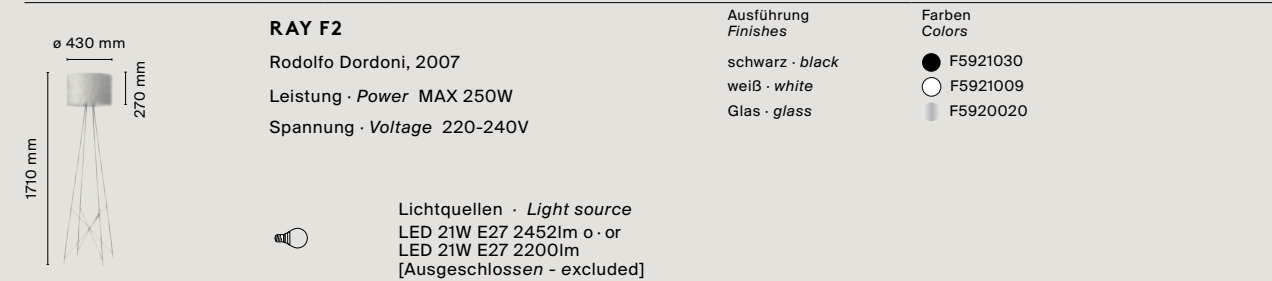 ø 430 mm
270 mm
1710 mm
RAY F2
Rodolfo Dordoni, 2007
Leistung · Power MAX 250W
Spannung · Voltage 220-240V
Lichtquellen · Light source
LED 21W E27 2452lm o · or
LED 21W E27 2200lm
[Ausgeschlossen - excluded]
Ausführung
Finishes
schwarz · black
weiß · white
Glas · glass
Farben
Colors
F5921030
F5921009
F5920020